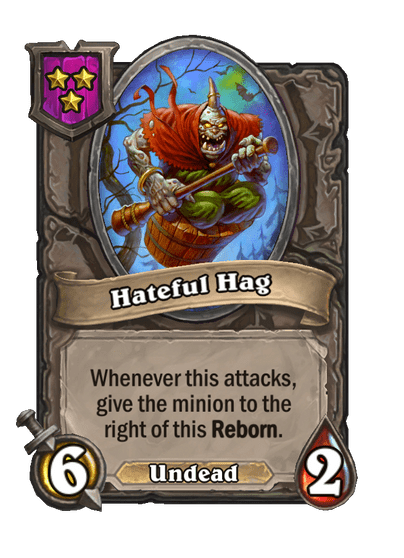 Hateful Hag
Whenever this attacks,
give the minion to the
right of this Reborn.
6
Undead
2